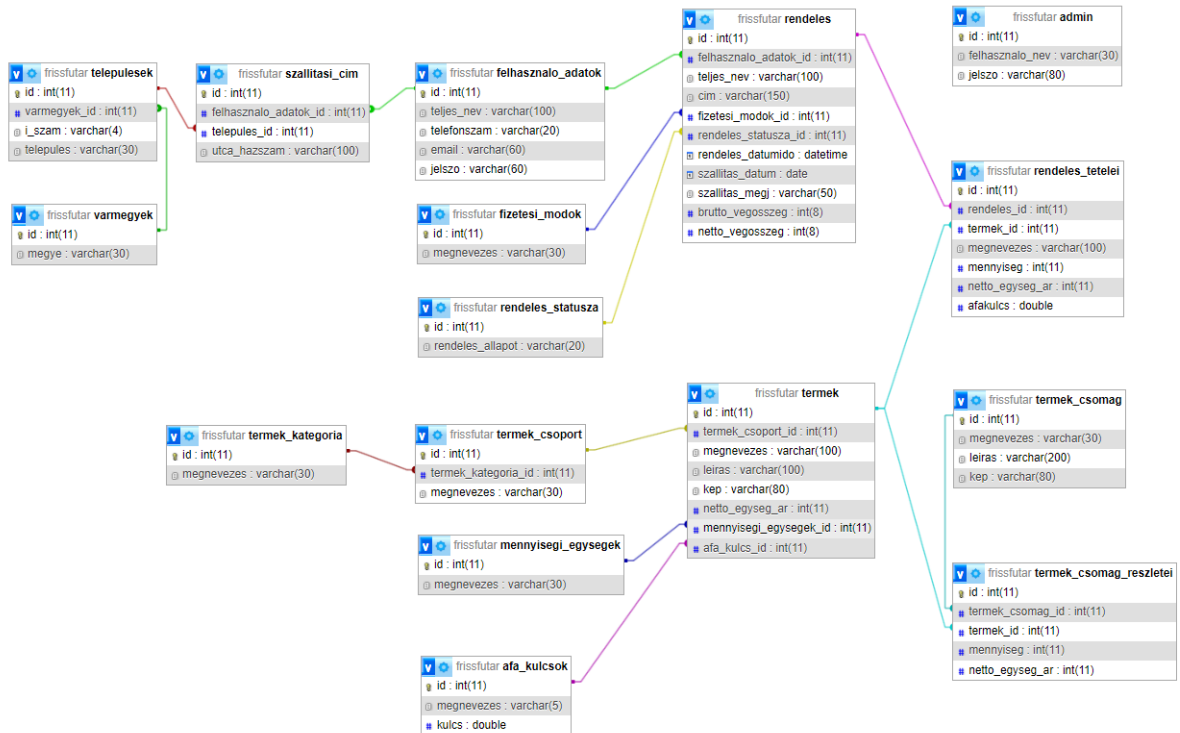 frissfutar telepulesek
id : int(11)
varmegyek_id : int(11)
i_szam : varchar(4)
telepules : varchar(30)
frissfutar varmegyek
id : int(11)
megye : varchar(30)
frissfutar szallitasi_cim
id : int(11)
felhasznalo_adatok_id : int(11)
telepules_id : int(11)
utca_hazszam : varchar(100)
frissfutar felhasznalo_adatok
id : int(11)
teljes_nev : varchar(100)
telefonszam : varchar(20)
email : varchar(60)
jelszo : varchar(60)
frissfutar fizetesi_modok
id : int(11)
megnevezes : varchar(30)
frissfutar rendeles_statusza
id : int(11)
rendeles_allapot : varchar(20)
frissfutar rendeles
id : int(11)
felhasznalo_adatok_id : int(11)
teljes_nev : varchar(100)
cim : varchar(150)
fizetesi_modok_id : int(11)
rendeles_statusza_id : int(11)
rendeles_datumido : datetime
szallitas_datum : date
szallitas_megj : varchar(50)
brutto_vegosszeg : int(8)
netto_vegosszeg : int(8)
frissfutar admin
id : int(11)
felhasznalo_nev : varchar(30)
jelszo : varchar(80)
frissfutar rendeles_tetelei
id : int(11)
rendeles_id : int(11)
termek_id : int(11)
megnevezes : varchar(100)
mennyiseg : int(11)
netto_egyseg_ar : int(11)
afakulcs : double
frissfutar termek_kategoria
id : int(11)
megnevezes : varchar(30)
frissfutar termek_csoport
id : int(11)
termek_kategoria_id : int(11)
megnevezes : varchar(30)
frissfutar mennyisegi_egysegek
id : int(11)
megnevezes : varchar(30)
frissfutar afa_kulcsok
id : int(11)
megnevezes : varchar(5)
kulcs : double
frissfutar termek
id : int(11)
termek_csoport_id : int(11)
megnevezes : varchar(100)
leiras : varchar(100)
kep : varchar(80)
netto_egyseg_ar : int(11)
mennyisegi_egysegek_id : int(11)
afa_kulcs_id : int(11)
frissfutar termek_csomag
id : int(11)
megnevezes : varchar(30)
leiras : varchar(200)
kep : varchar(80)
frissfutar termek_csomag_reszletei
id : int(11)
termek_csomag_id : int(11)
termek_id : int(11)
mennyiseg : int(11)
netto_egyseg_ar : int(11)